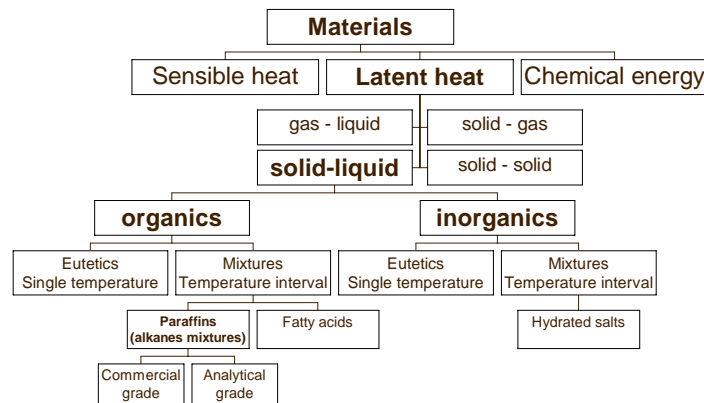 Materials
Sensible heat
Latent heat
Chemical energy
gas - liquid
solid - gas
solid-liquid
solid - solid
organics
inorganics
Eutetics
Single temperature
Mixtures
Temperature interval
Eutetics
Single temperature
Mixtures
Temperature interval
Paraffins
(alkanes mixtures)
Fatty acids
Hydrated salts
Commercial
grade
Analytical
grade